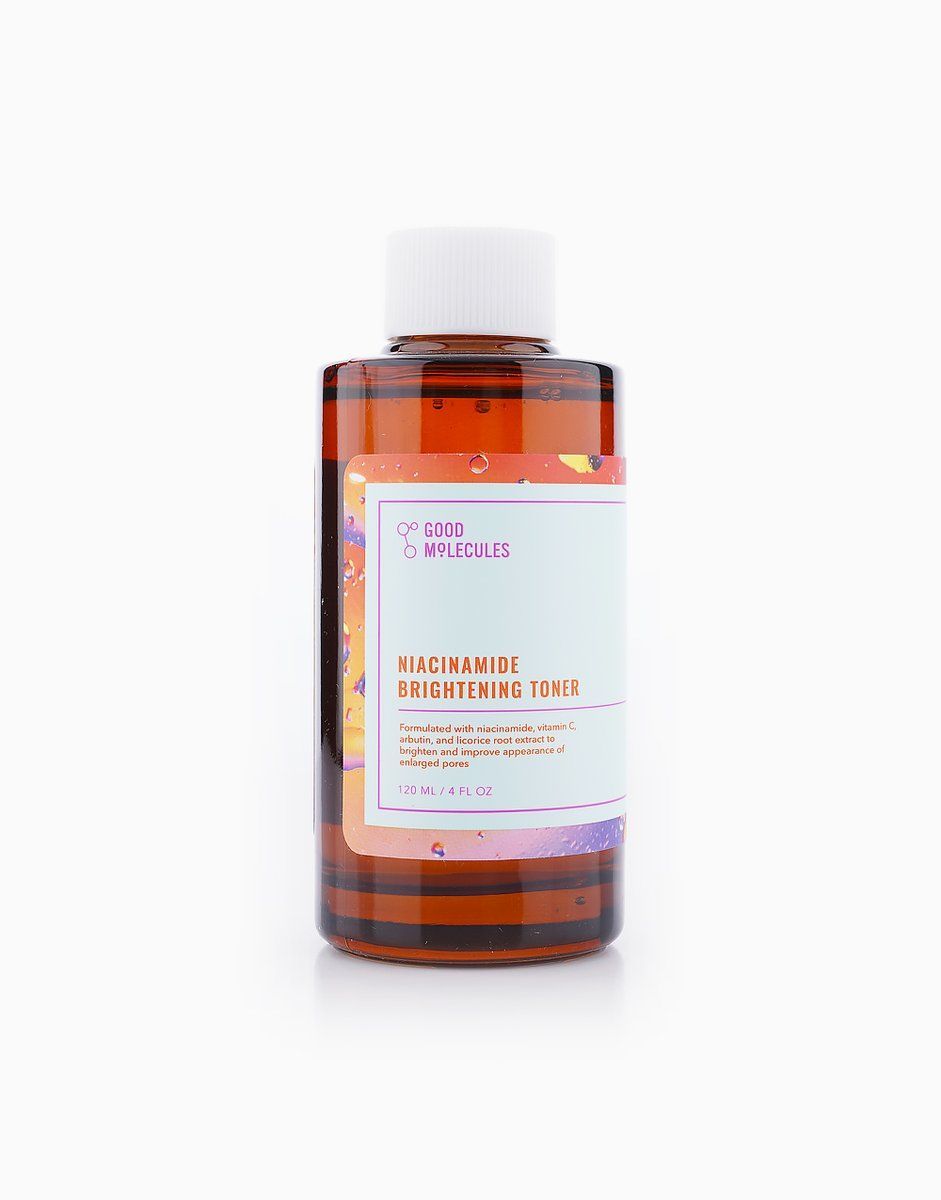 GOOD
MOLECULES
NIACINAMIDE
BRIGHTENING TONER
Formulated with niacinamide, vitamin C,
arbutin, and licorice root extract to
brighten and improve appearance of
enlarged pores
120 ML / 4 FL OZ